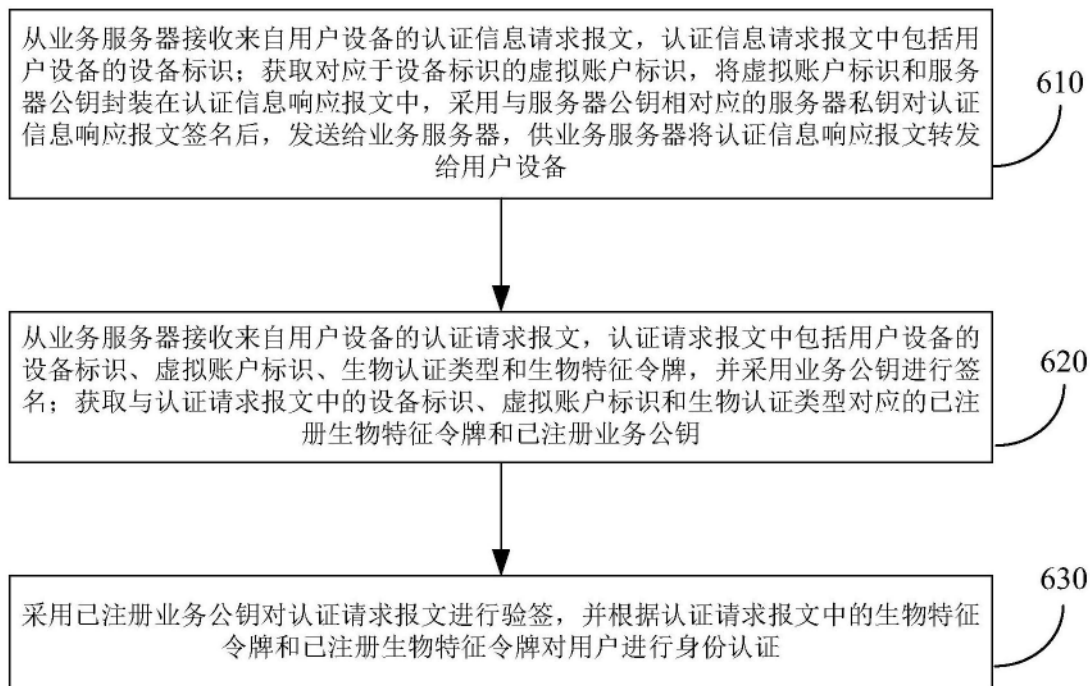 从业务服务器接收来自用户设备的认证信息请求报文，认证信息请求报文中包括用
户设备的设备标识；获取对应于设备标识的虚拟账户标识，将虚拟账户标识和服务
器公钥封装在认证信息响应报文中，采用与服务器公钥相对应的服务器私钥对认证
信息响应报文签名后，发送给业务服务器，供业务服务器将认证信息响应报文转发
给用户设备
610
从业务服务器接收来自用户设备的认证请求报文，认证请求报文中包括用户设备的
设备标识、虚拟账户标识、生物认证类型和生物特征令牌，并采用业务公钥进行签
名；获取与认证请求报文中的设备标识、虚拟账户标识和生物认证类型对应的已注
册生物特征令牌和已注册业务公钥
620
采用已注册业务公钥对认证请求报文进行验签，并根据认证请求报文中的生物特征
令牌和已注册生物特征令牌对用户进行身份认证
630